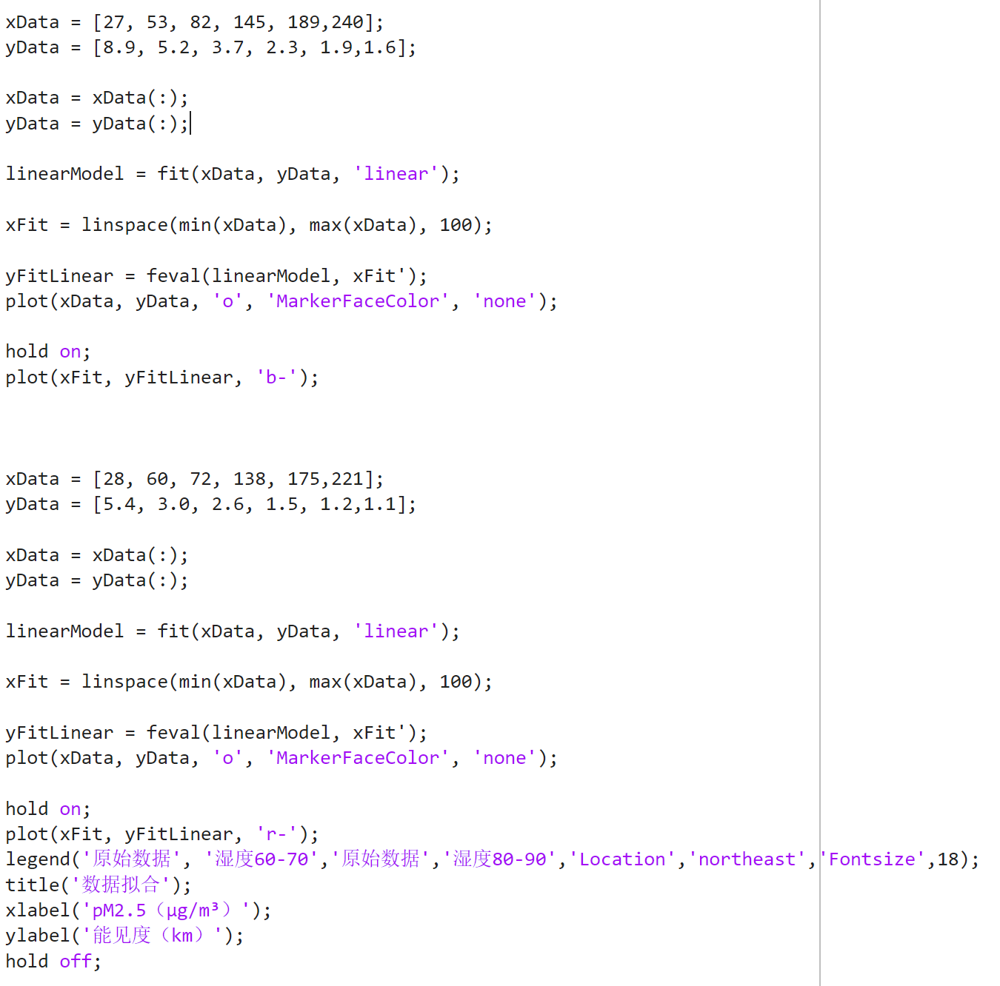 xData = [27, 53, 82, 145, 189,240];
yData = [8.9, 5.2, 3.7, 2.3, 1.9,1.6];
xData = xData(:);
yData = yData(:);
linearModel = fit(xData, yData, 'linear');
xFit = linspace(min(xData), max(xData), 100);
yFitLinear = feval(linearModel, xFit');
plot(xData, yData, 'o', 'MarkerFaceColor', 'none');
hold on;
plot(xFit, yFitLinear, 'b-');
xData = [28, 60, 72, 138, 175,221];
yData = [5.4, 3.0, 2.6, 1.5, 1.2,1.1];
xData = xData(:);
yData = yData(:);
linearModel = fit(xData, yData, 'linear');
xFit = linspace(min(xData), max(xData), 100);
yFitLinear = feval(linearModel, xFit');
plot(xData, yData, 'o', 'MarkerFaceColor', 'none');
hold on;
plot(xFit, yFitLinear, 'r-');
legend('原始数据', '湿度60-70','原始数据','湿度80-90','Location','northeast','Fontsize',18);
title('数据拟合');
xlabel('pM2.5（μg/m³）');
ylabel('能见度（km）');
hold off;